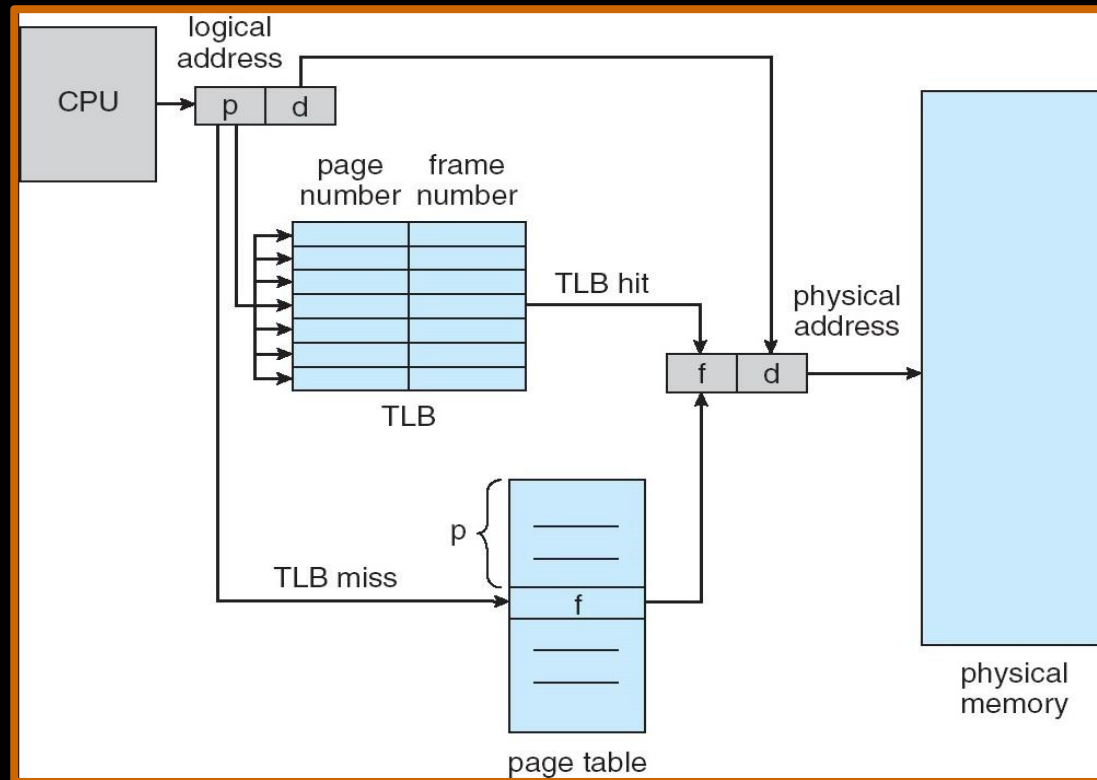 logical
address
CPU
p d
page
number
frame
number
TLB hit
physical
address
f d
TLB
p
TLB miss
f
physical
memory
page table